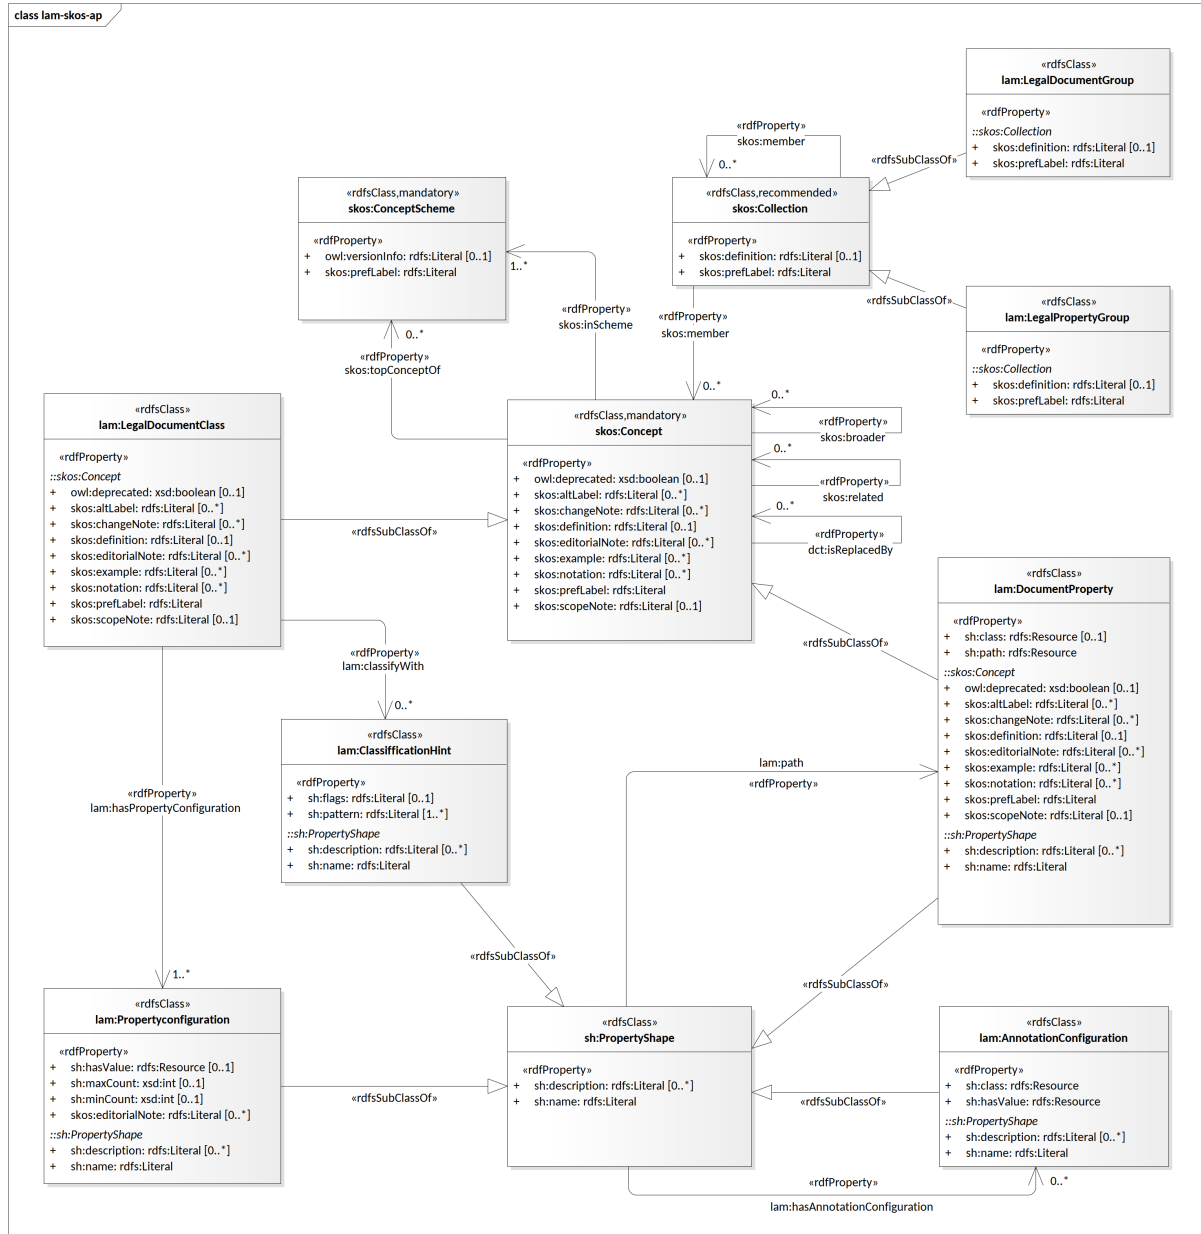 class lam-skos-ap
«rdfsClass»
lam:LegalDocumentGroup
«rdfProperty»
::skos:Collection
+ skos:definition: rdfs:Literal [0..1]
+ skos:prefLabel: rdfs:Literal
«rdfProperty»
skos:member
0..*
«rdfsSubClassOf»
«rdfsClass,mandatory»
skos:ConceptScheme
«rdfProperty»
+ owl:versionInfo: rdfs:Literal [0..1]
+ skos:prefLabel: rdfs:Literal
«rdfsClass,recommended»
skos:Collection
«rdfProperty»
+ skos:definition: rdfs:Literal [0..1]
+ skos:prefLabel: rdfs:Literal
1..*
«rdfsSubClassOf»
«rdfsClass»
lam:LegalPropertyGroup
«rdfProperty»
::skos:Collection
+ skos:definition: rdfs:Literal [0..1]
+ skos:prefLabel: rdfs:Literal
«rdfProperty»
skos:inScheme
«rdfProperty»
skos:member
0..*
0..*
«rdfProperty»
skos:topConceptOf
«rdfsClass»
lam:LegalDocumentClass
«rdfProperty»
::skos:Concept
+ owl:deprecated: xsd:boolean [0..1]
+ skos:altLabel: rdfs:Literal [0..*]
+ skos:changeNote: rdfs:Literal [0..*]
+ skos:definition: rdfs:Literal [0..1]
+ skos:editorialNote: rdfs:Literal [0..*]
+ skos:example: rdfs:Literal [0..*]
+ skos:notation: rdfs:Literal [0..*]
+ skos:prefLabel: rdfs:Literal
+ skos:scopeNote: rdfs:Literal [0..1]
«rdfsSubClassOf»
«rdfsClass,mandatory»
skos:Concept
«rdfProperty»
+ owl:deprecated: xsd:boolean [0..1]
+ skos:altLabel: rdfs:Literal [0..*]
+ skos:changeNote: rdfs:Literal [0..*]
+ skos:definition: rdfs:Literal [0..1]
+ skos:editorialNote: rdfs:Literal [0..*]
+ skos:example: rdfs:Literal [0..*]
+ skos:notation: rdfs:Literal [0..*]
+ skos:prefLabel: rdfs:Literal
+ skos:scopeNote: rdfs:Literal [0..1]
0..*
«rdfProperty»
skos:broader
0..*
«rdfProperty»
skos:related
0..*
«rdfProperty»
dct:isReplacedBy
«rdfsSubClassOf»
«rdfsClass»
lam:DocumentProperty
«rdfProperty»
+ sh:class: rdfs:Resource [0..1]
+ sh:path: rdfs:Resource
::skos:Concept
+ owl:deprecated: xsd:boolean [0..1]
+ skos:altLabel: rdfs:Literal [0..*]
+ skos:changeNote: rdfs:Literal [0..*]
+ skos:definition: rdfs:Literal [0..1]
+ skos:editorialNote: rdfs:Literal [0..*]
+ skos:example: rdfs:Literal [0..*]
+ skos:notation: rdfs:Literal [0..*]
+ skos:prefLabel: rdfs:Literal
+ skos:scopeNote: rdfs:Literal [0..1]
::sh:PropertyShape
+ sh:description: rdfs:Literal [0..*]
+ sh:name: rdfs:Literal
«rdfProperty»
lam:classifyWith
0..*
«rdfsClass»
lam:ClassifficationHint
«rdfProperty»
+ sh:flags: rdfs:Literal [0..1]
+ sh:pattern: rdfs:Literal [1..*]
::sh:PropertyShape
+ sh:description: rdfs:Literal [0..*]
+ sh:name: rdfs:Literal
lam:path
«rdfProperty»
«rdfProperty»
lam:hasPropertyConfiguration
1..*
«rdfsSubClassOf»
«rdfsSubClassOf»
«rdfsClass»
lam:Propertyconfiguration
«rdfProperty»
+ sh:hasValue: rdfs:Resource [0..1]
+ sh:maxCount: xsd:int [0..1]
+ sh:minCount: xsd:int [0..1]
+ skos:editorialNote: rdfs:Literal [0..*]
::sh:PropertyShape
+ sh:description: rdfs:Literal [0..*]
+ sh:name: rdfs:Literal
«rdfsSubClassOf»
«rdfsClass»
sh:PropertyShape
«rdfProperty»
+ sh:description: rdfs:Literal [0..*]
+ sh:name: rdfs:Literal
«rdfsSubClassOf»
«rdfsClass»
lam:AnnotationConfiguration
«rdfProperty»
+ sh:class: rdfs:Resource
+ sh:hasValue: rdfs:Resource
::sh:PropertyShape
+ sh:description: rdfs:Literal [0..*]
+ sh:name: rdfs:Literal
«rdfProperty»
0..*
lam:hasAnnotationConfiguration